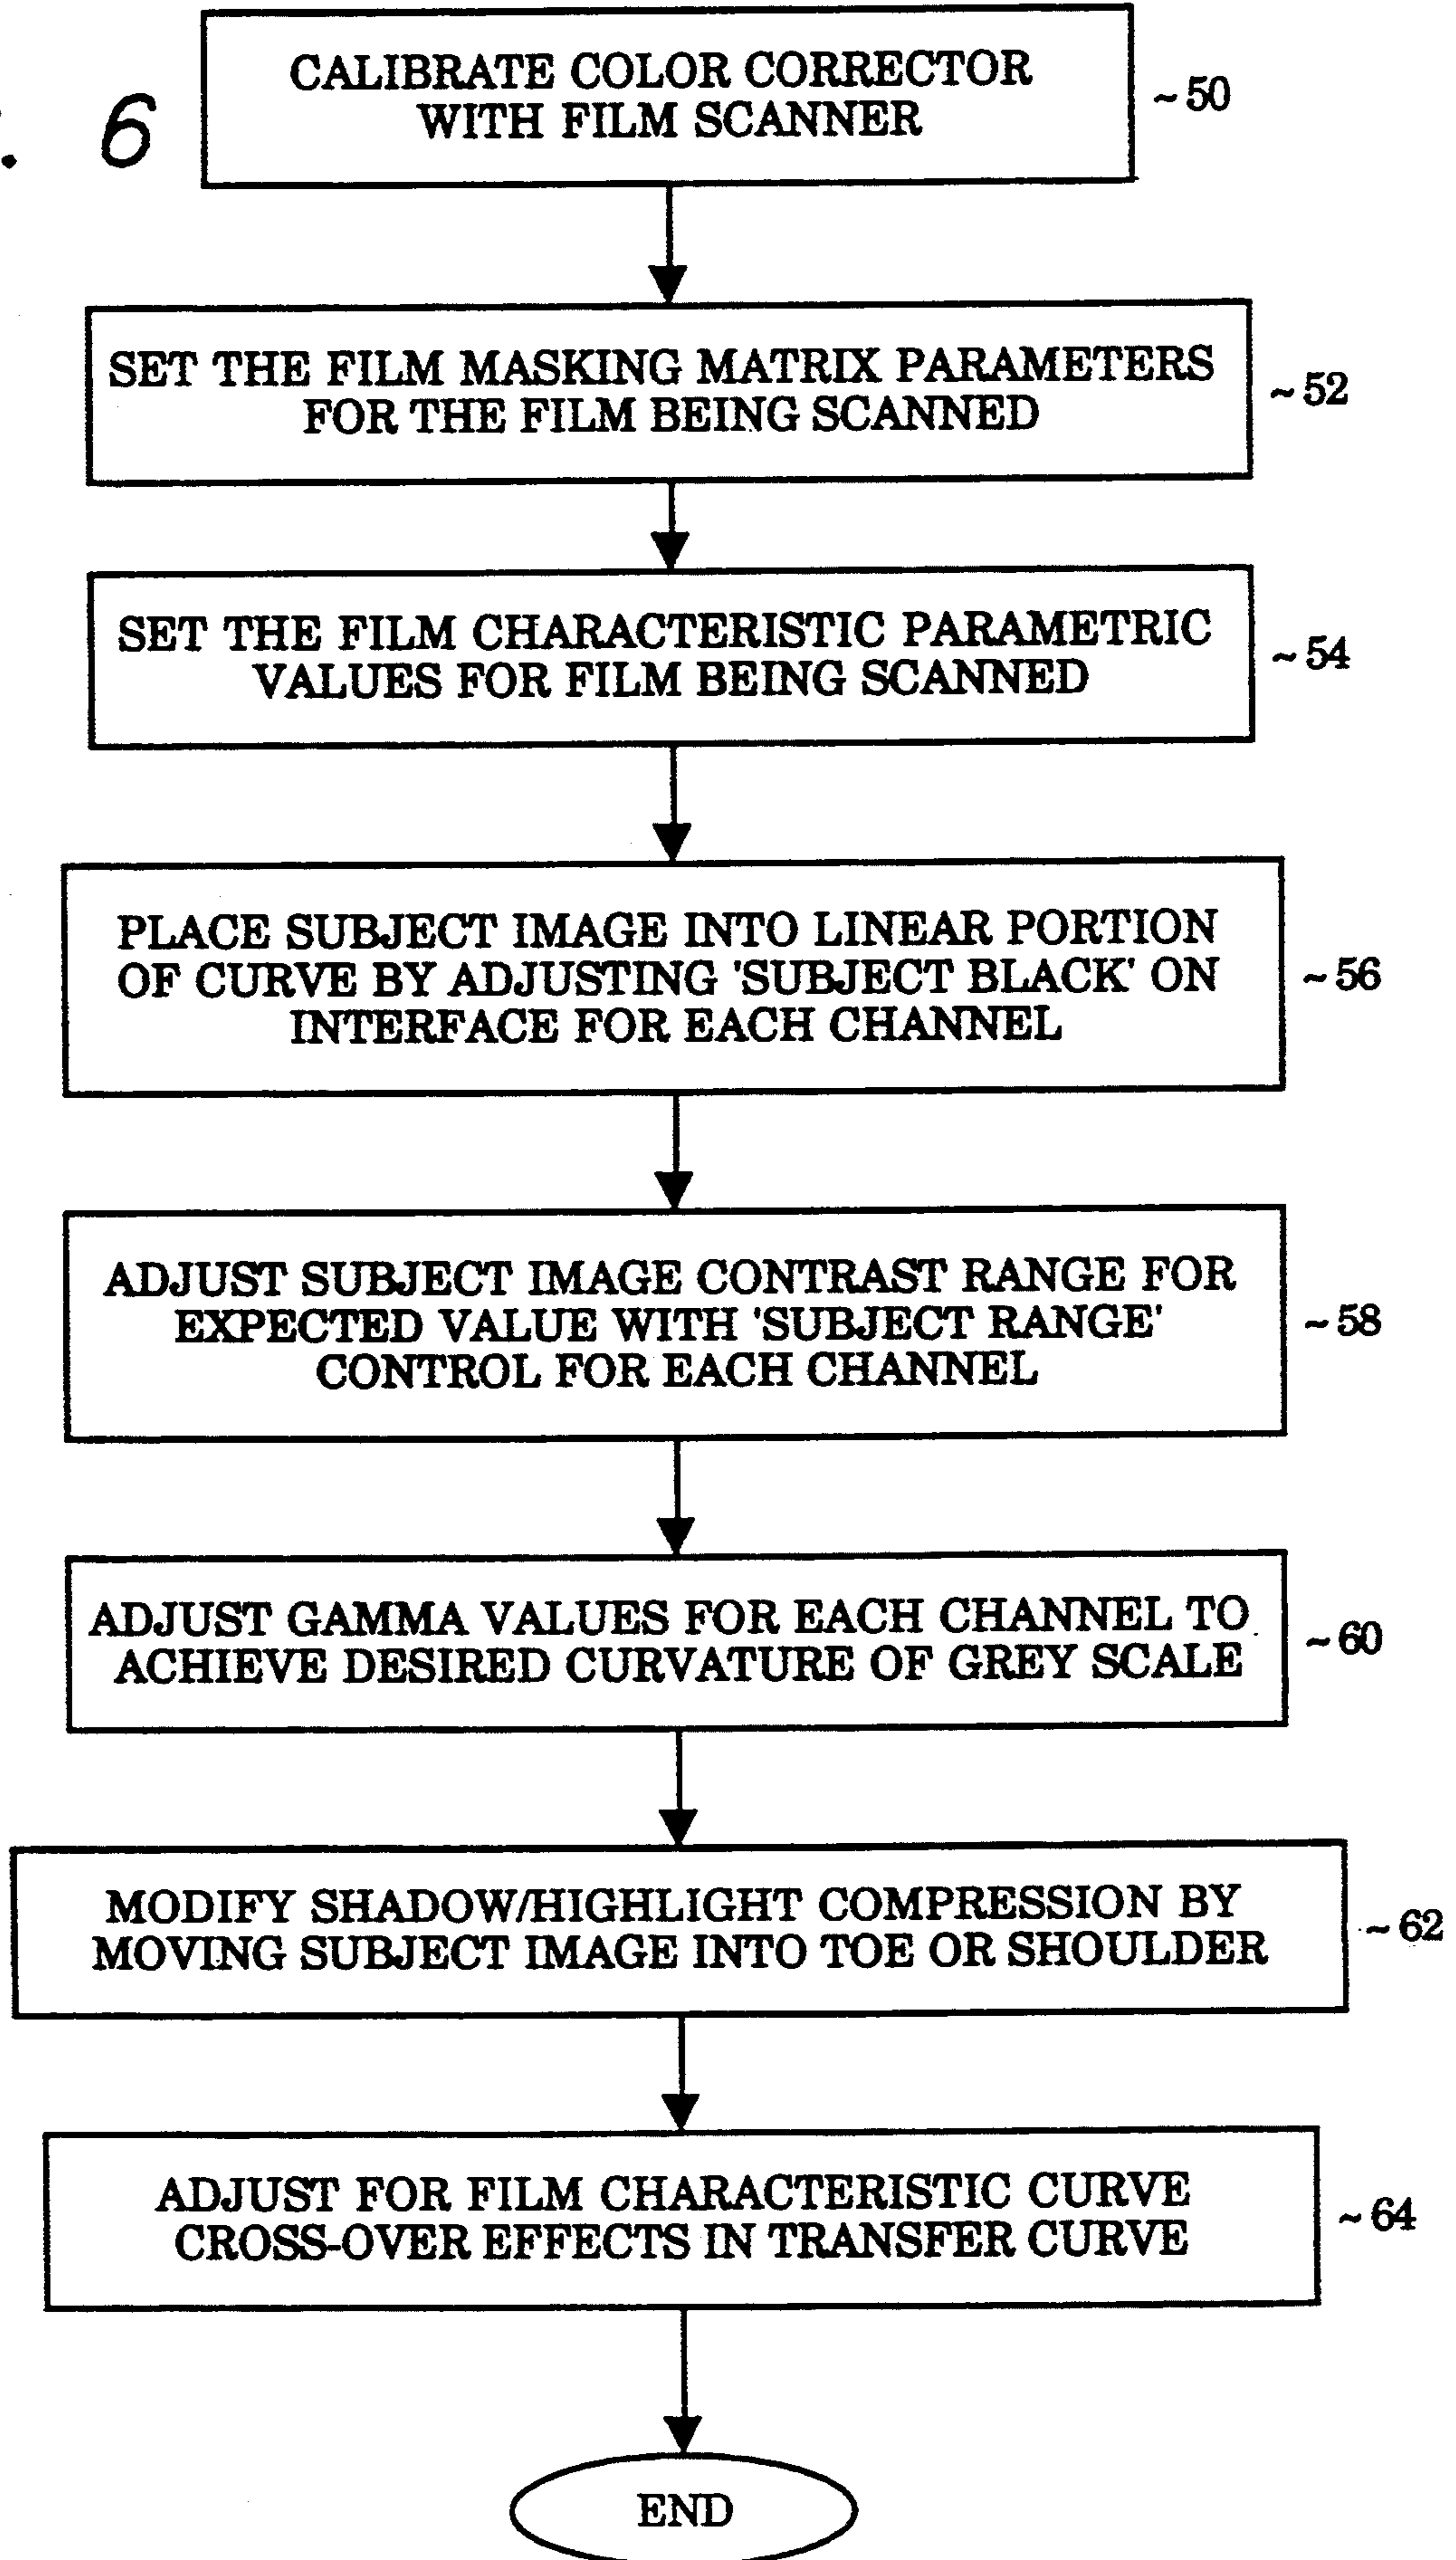 . 6
CALIBRATE COLOR CORRECTOR
WITH FILM SCANNER
~50
SET THE FILM MASKING MATRIX PARAMETERS
FOR THE FILM BEING SCANNED
~52
SET THE FILM CHARACTERISTIC PARAMETRIC
VALUES FOR FILM BEING SCANNED
~54
PLACE SUBJECT IMAGE INTO LINEAR PORTION
OF CURVE BY ADJUSTING 'SUBJECT BLACK' ON
INTERFACE FOR EACH CHANNEL
~56
ADJUST SUBJECT IMAGE CONTRAST RANGE FOR
EXPECTED VALUE WITH 'SUBJECT RANGE'
CONTROL FOR EACH CHANNEL
~58
ADJUST GAMMA VALUES FOR EACH CHANNEL TO
ACHIEVE DESIRED CURVATURE OF GREY SCALE
~60
MODIFY SHADOW/HIGHLIGHT COMPRESSION BY
MOVING SUBJECT IMAGE INTO TOE OR SHOULDER
~62
ADJUST FOR FILM CHARACTERISTIC CURVE
CROSS-OVER EFFECTS IN TRANSFER CURVE
~64
END